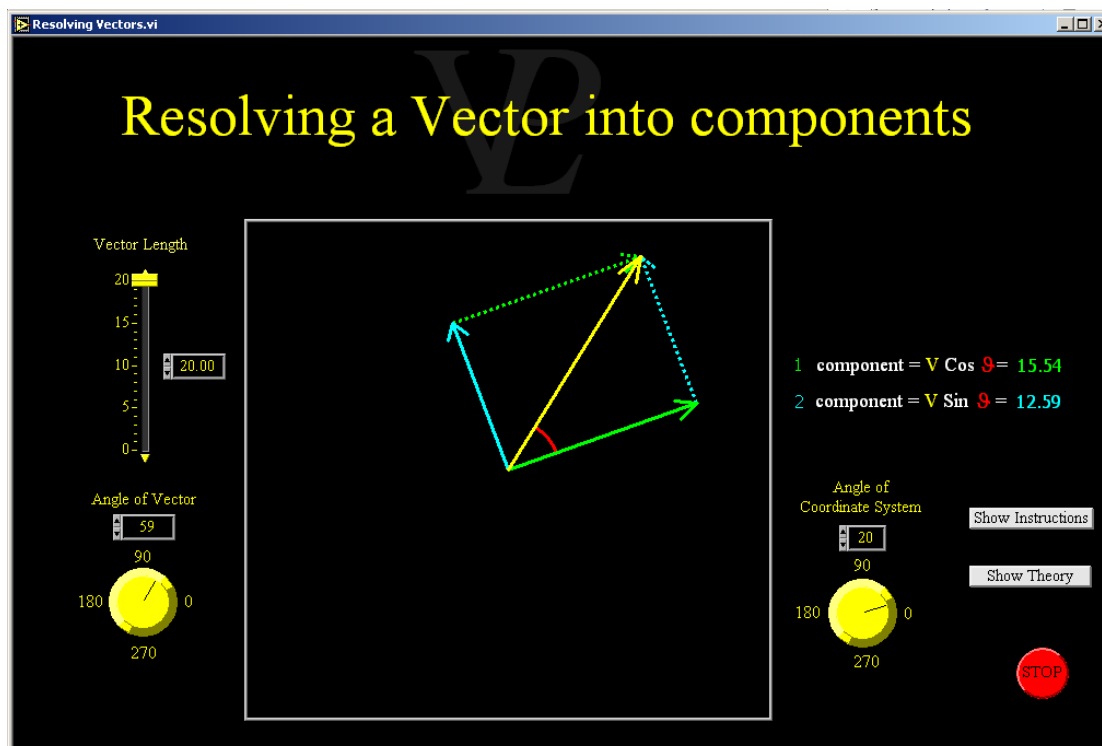 Resolving Vectors.vi
VPL
Resolving a Vector into components
Vector Length
20
15
10
5
0
20.00
1 component = V Cos ϑ = 15.54
2 component = V Sin ϑ = 12.59
Angle of Vector
59
90
180
0
270
Angle of
Coordinate System
20
90
180
0
270
Show Instructions
Show Theory
STOP